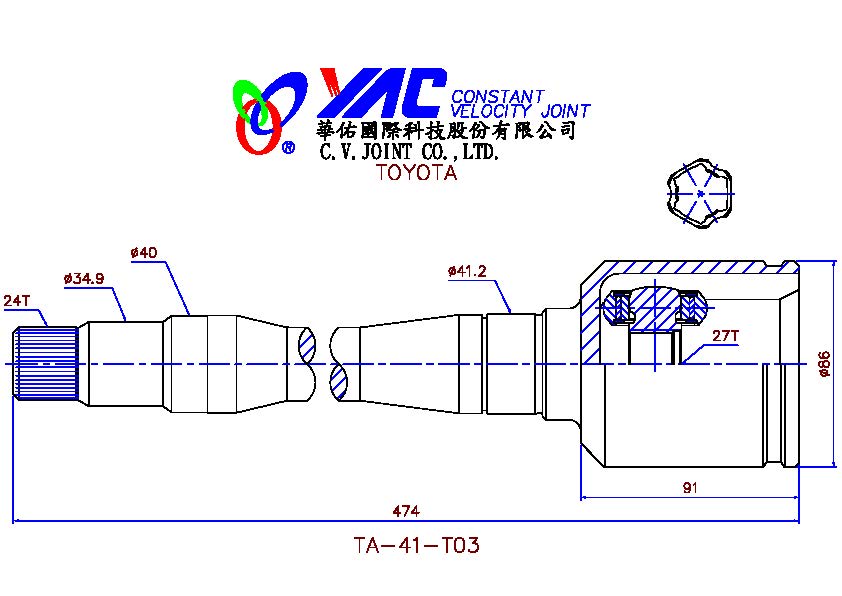 YAC CONSTANT
VELOCITY JOINT
華佑國際科技股份有限公司
®
C.V.JOINT CO.,LTD.
TOYOTA
ø40
ø34.9
ø41.2
24T
27T
ø86
91
474
TA-41-T03